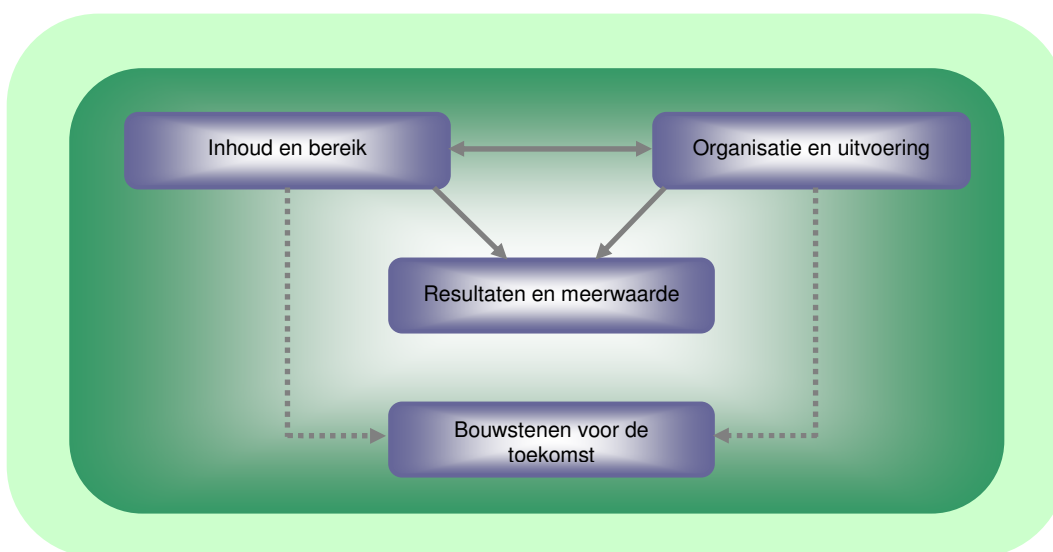 Inhoud en bereik
Organisatie en uitvoering
Resultaten en meerwaarde
Bouwstenen voor de
toekomst